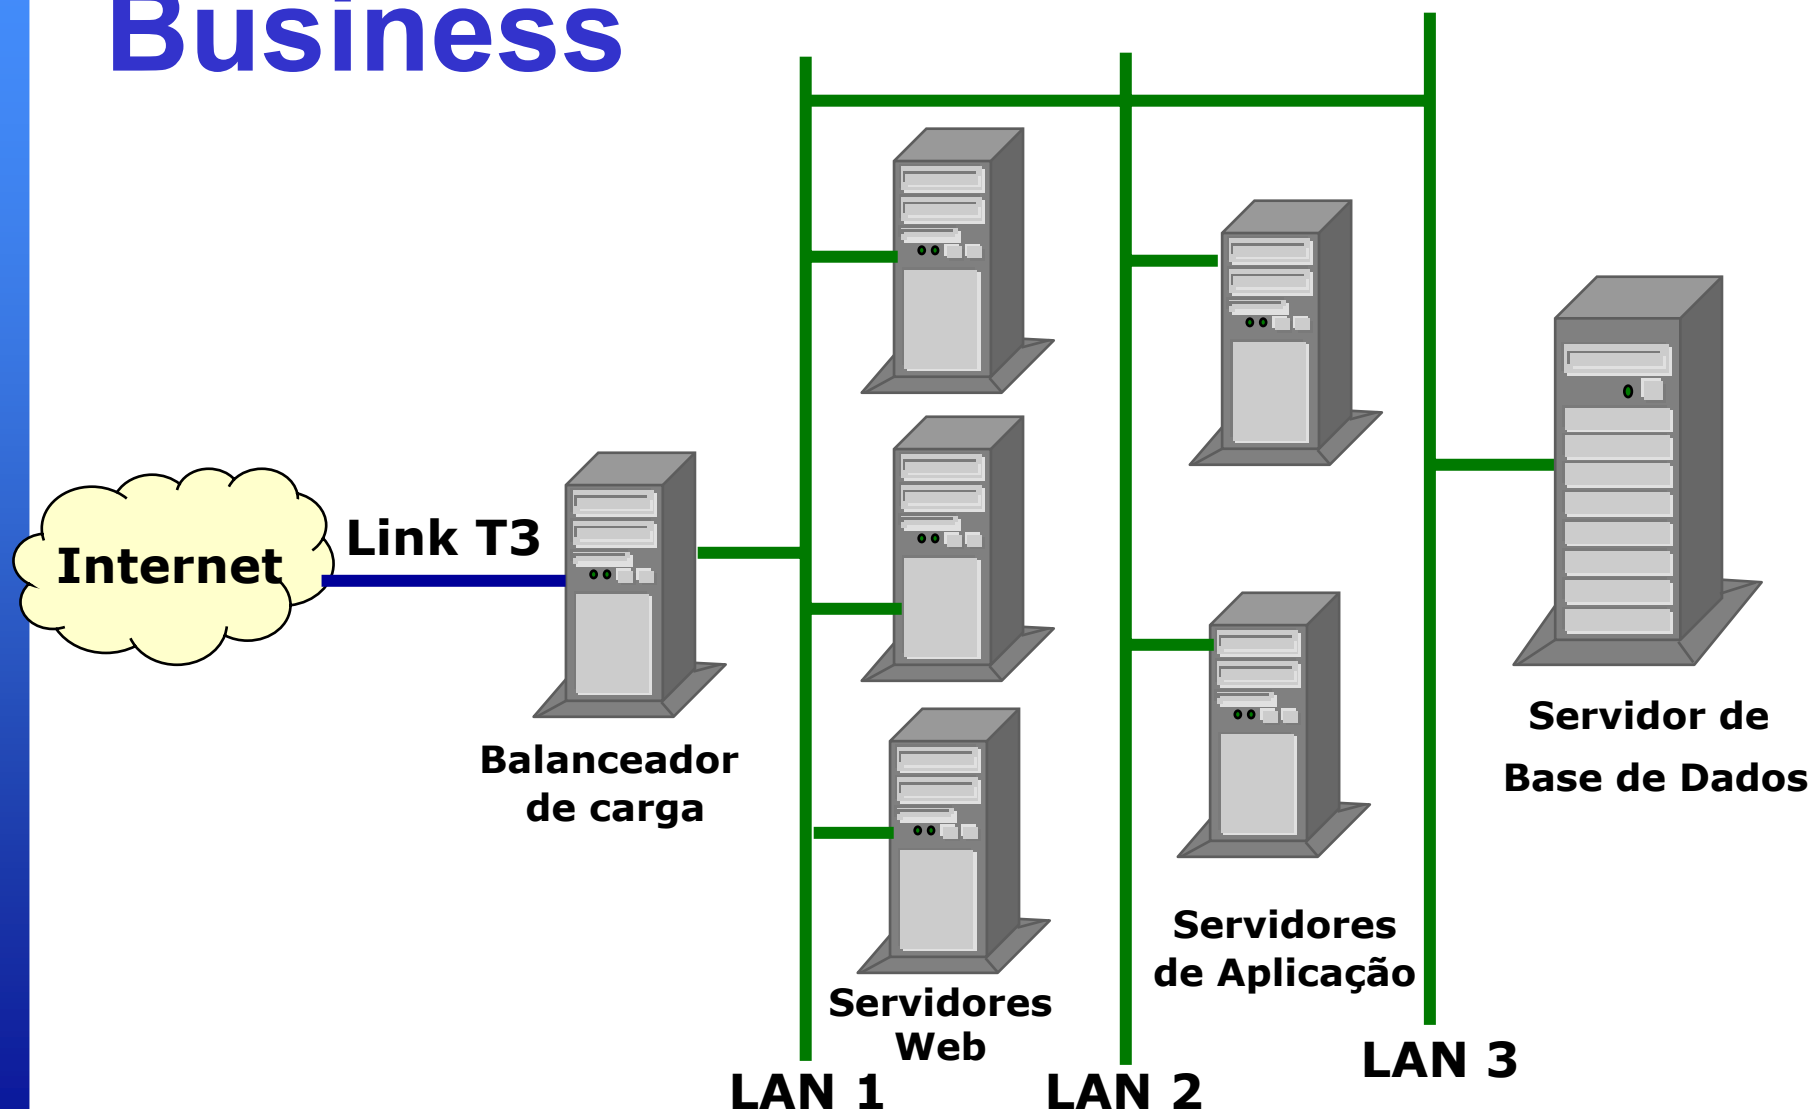 Business
Internet
Link T3
Balanceador
de carga
Servidores
Web
Servidores
de Aplicação
Servidor de
Base de Dados
LAN 1
LAN 2
LAN 3